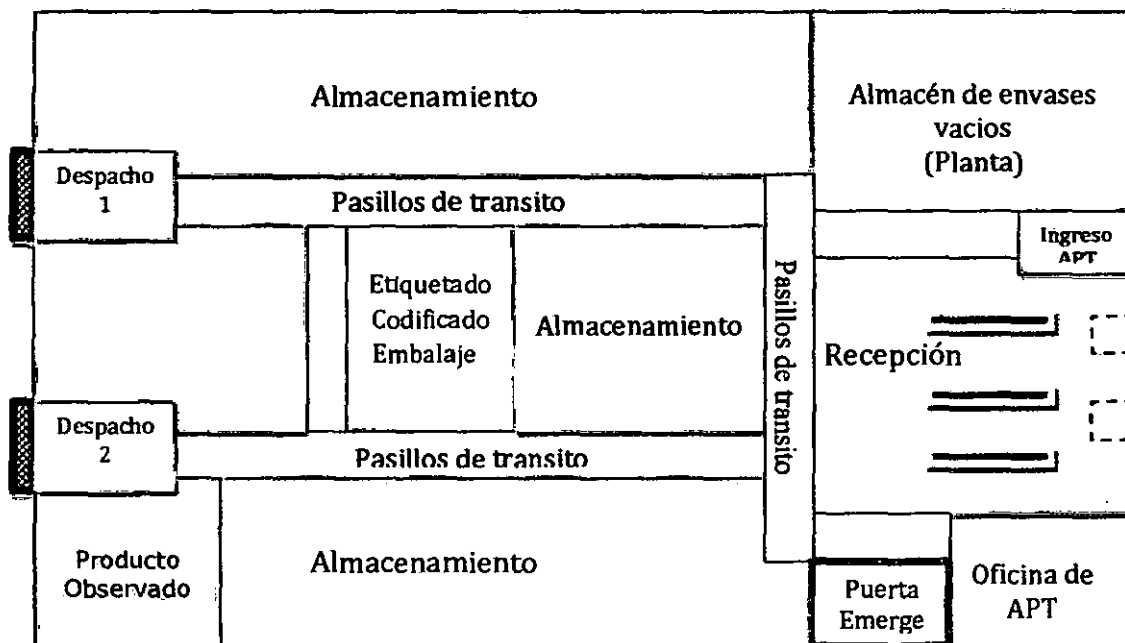 Almacenamiento
Almacén de envases
vacios
(Planta)
Despacho
1
Pasillos de transito
Ingreso
APT
Etiquetado
Codificado
Embalaje
Almacenamiento
Pasillos de transito
Recepción
Despacho
2
Pasillos de transito
Producto
Observado
Almacenamiento
Puerta
Emerge
Oficina de
APT